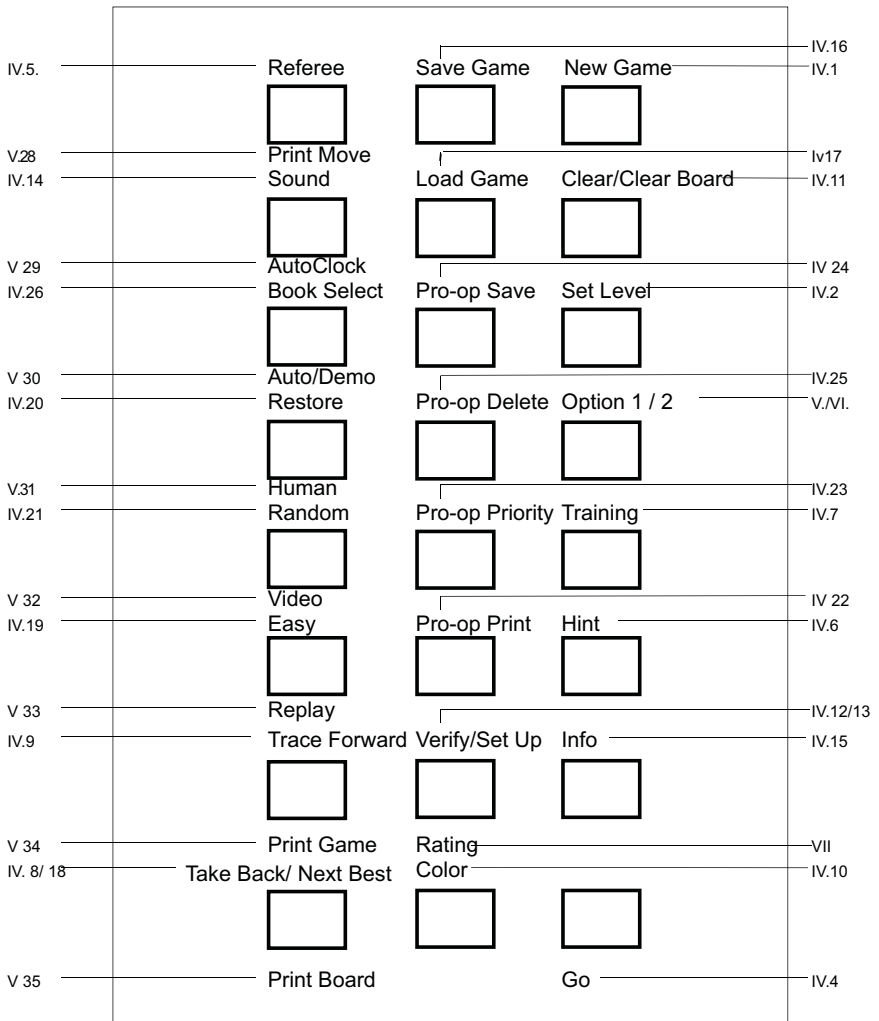 IV.16
IV.5. Referee Save Game New Game IV.1
V.28 Print Move Iv17
IV.14 Sound Load Game Clear/Clear Board IV.11
V 29 AutoClock IV 24
IV.26 Book Select Pro-op Save Set Level IV.2
V 30 Auto/Demo IV.25
IV.20 Restore Pro-op Delete Option 1 / 2 V./VI.
V.31 Human IV.23
IV.21 Random Pro-op Priority Training IV.7
V 32 Video IV 22
IV.19 Easy Pro-op Print Hint IV.6
V 33 Replay IV.12/13
IV.9 Trace Forward Verify/Set Up Info IV.15
V 34 Print Game Rating VII
IV. 8/ 18 Take Back/ Next Best Color IV.10
V 35 Print Board Go IV.4